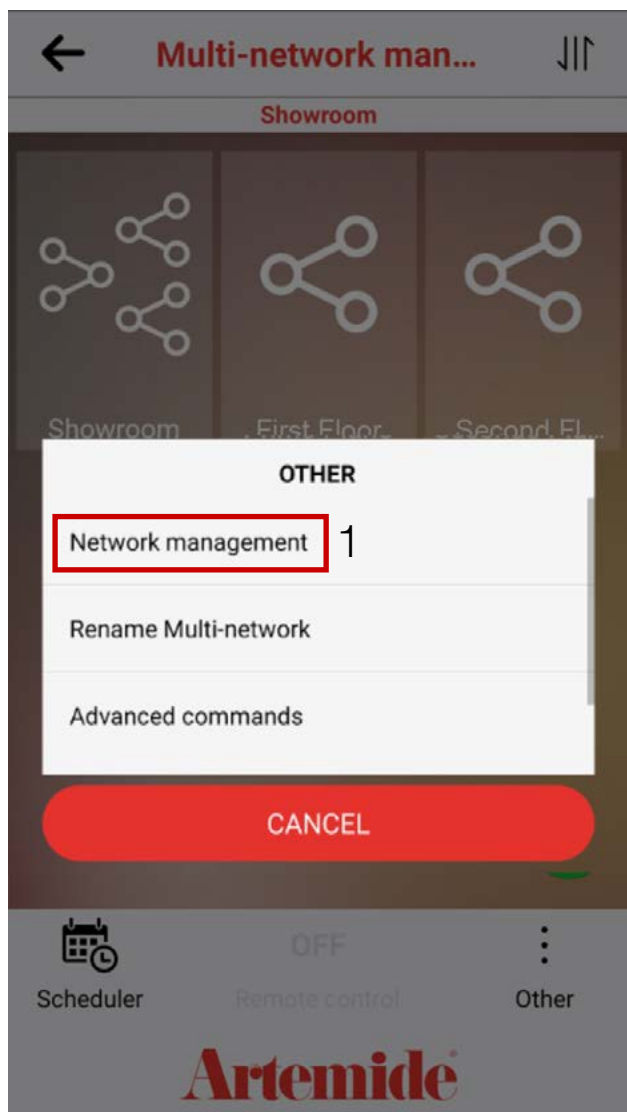 Multi-network man...
Showroom
Showroom
First Floor
Second Fl...
OTHER
Network management
1
Rename Multi-network
Advanced commands
CANCEL
OFF
Scheduler
Remote control
Other
Artemide